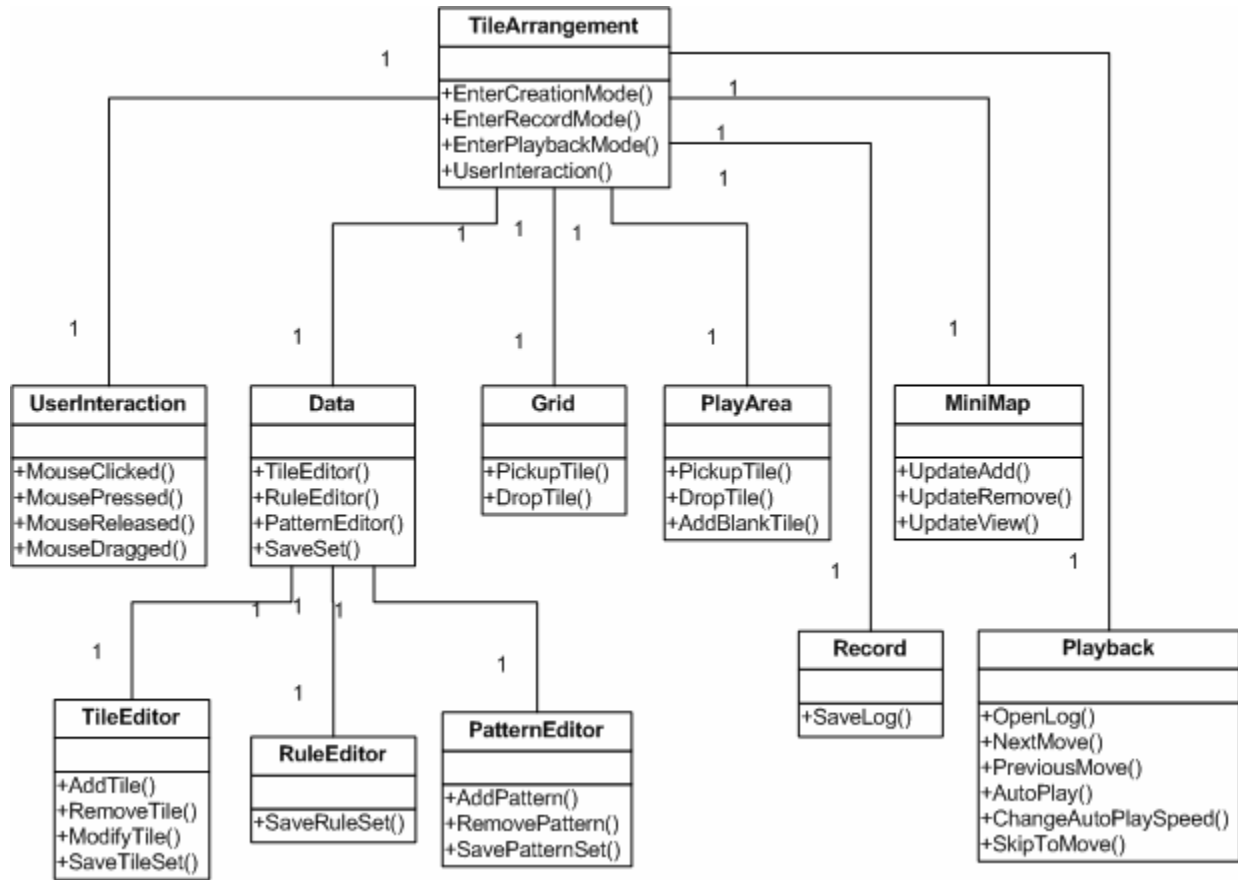 TileArrangement
+EnterCreationMode()
+EnterRecordMode()
+EnterPlaybackMode()
+UserInteraction()
1
1
1
1
1
1
1
1
1
1
1
1
1
1
UserInteraction
+MouseClicked()
+MousePressed()
+MouseReleased()
+MouseDragged()
Data
+TileEditor()
+RuleEditor()
+PatternEditor()
+SaveSet()
Grid
+PickupTile()
+DropTile()
PlayArea
+PickupTile()
+DropTile()
+AddBlankTile()
MiniMap
+UpdateAdd()
+UpdateRemove()
+UpdateView()
1
1
1
1
1
1
TileEditor
+AddTile()
+RemoveTile()
+ModifyTile()
+SaveTileSet()
RuleEditor
+SaveRuleSet()
PatternEditor
+AddPattern()
+RemovePattern()
+SavePatternSet()
Record
+SaveLog()
Playback
+OpenLog()
+NextMove()
+PreviousMove()
+AutoPlay()
+ChangeAutoPlaySpeed()
+SkipToMove()